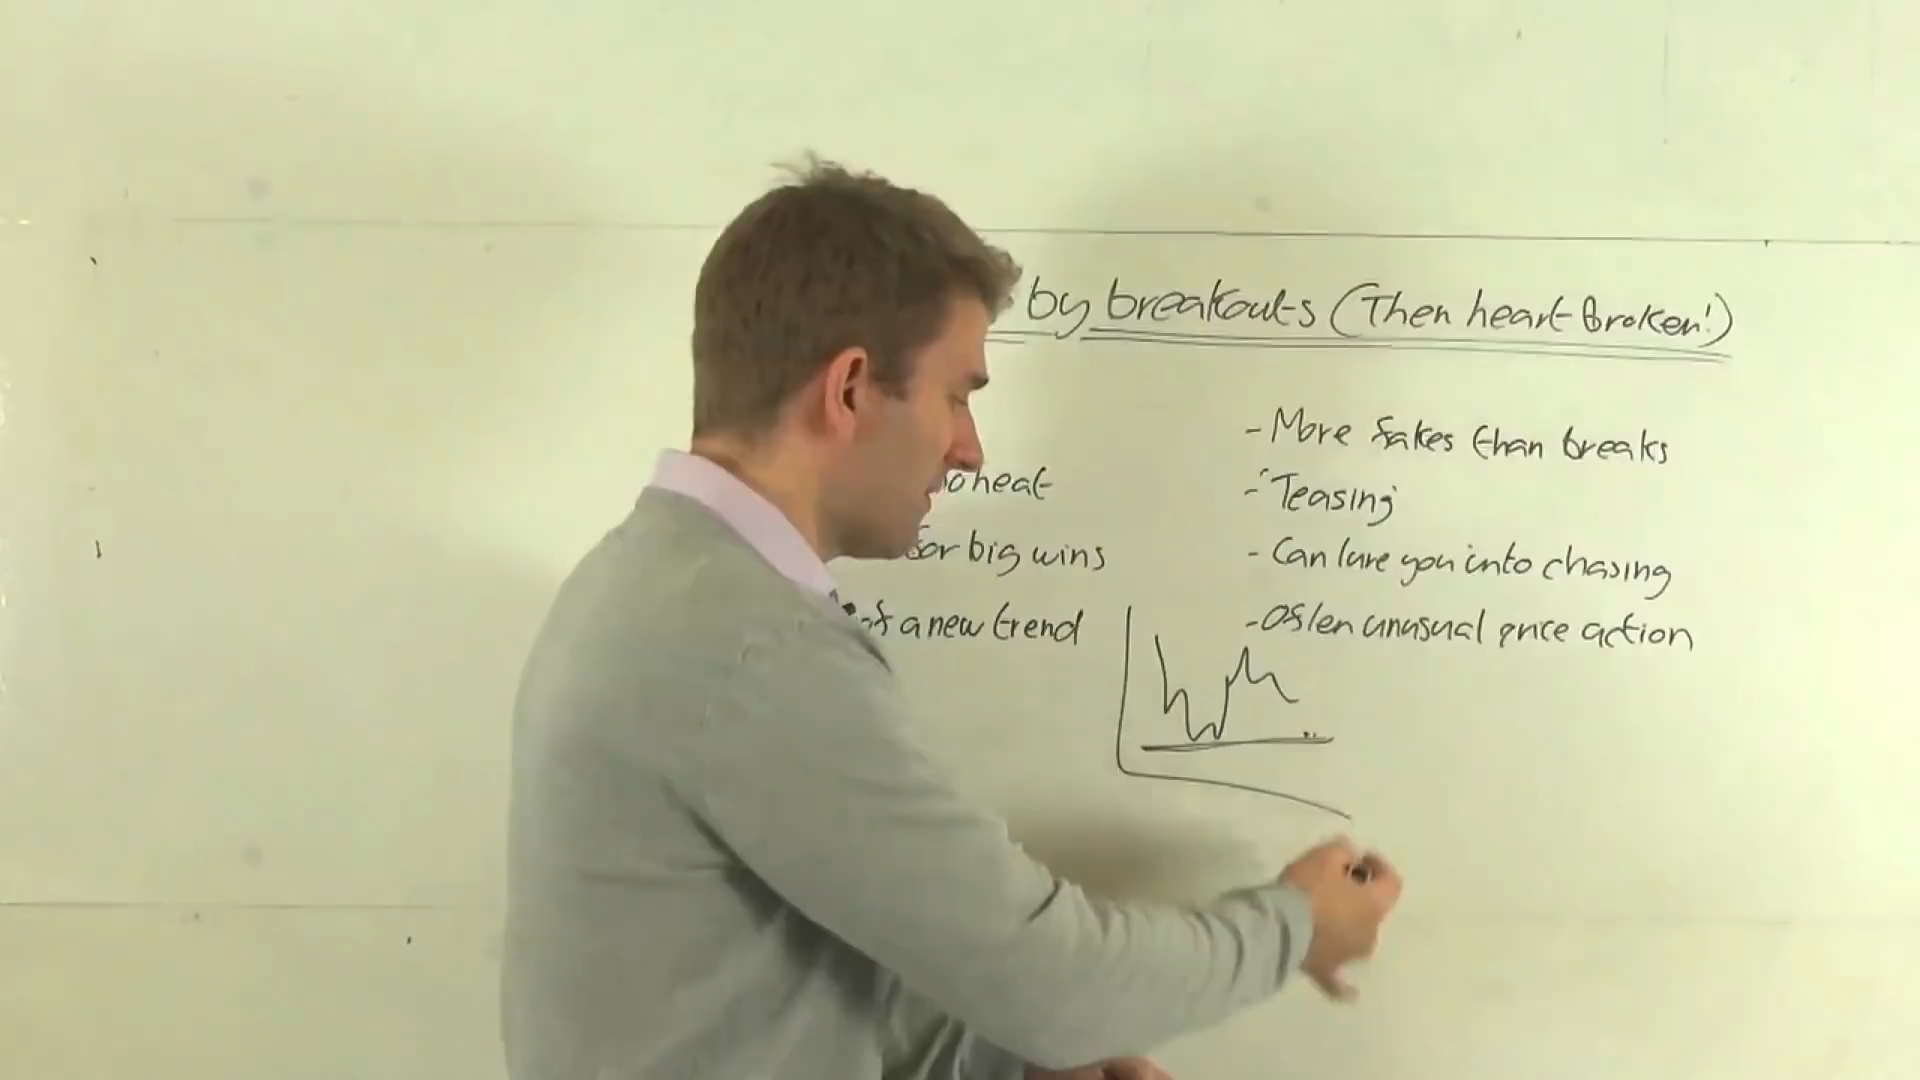 by breakouts (Then heart broken!)
heat
for big wins
a new trend
- More fakes than breaks
- Teasing
- Can lure you into chasing
- Often unusual price action